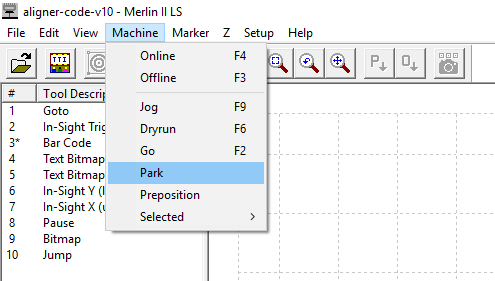 aligner-code-v10 - Merlin II LS
File Edit View Machine Marker Z Setup Help
TTI
P O
# Tool Descrip
1 Goto
2 In-Sight Trig
3* Bar Code
4 Text Bitmap
5 Text Bitmap
6 In-Sight Y (l
7 In-Sight X (u
8 Pause
9 Bitmap
10 Jump
Online F4
Offline F3
Jog F9
Dryrun F6
Go F2
Park
Preposition
Selected